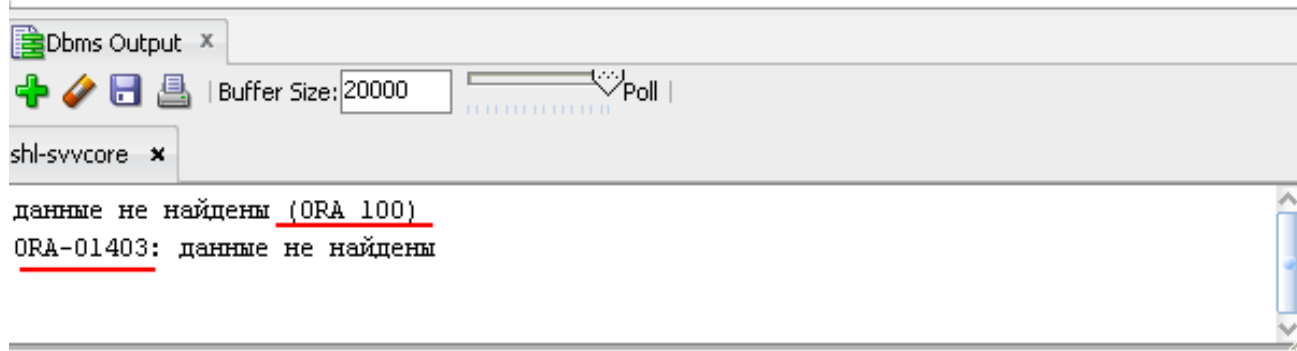 Dbms Output x
Buffer Size: 20000 Poll
shl-svvcore x
данные не найдены (ORA 100)
ORA-01403: данные не найдены